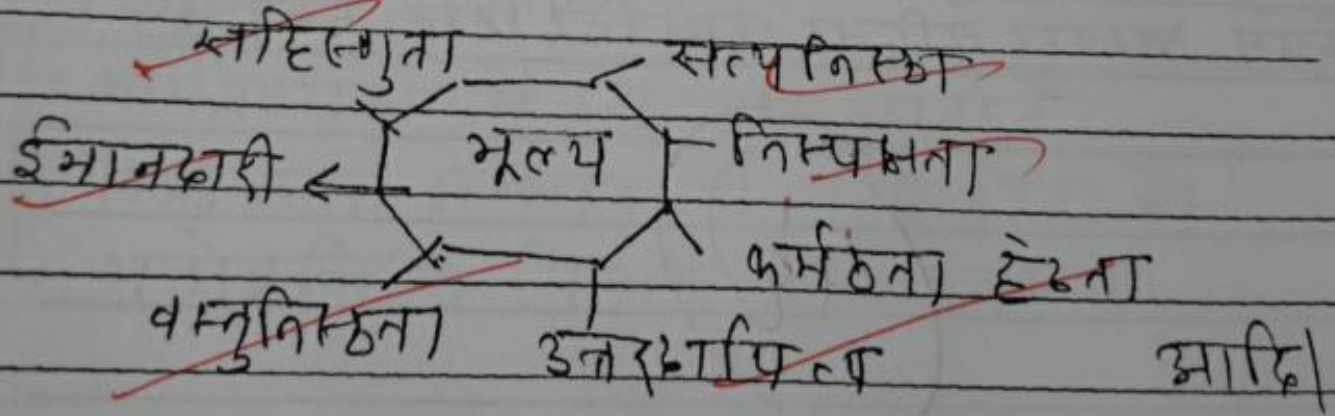 सहिस्णुता सत्यनिस्ठा
ईमानदारी मूल्य निस्पक्षता
कर्मठता
वस्तुनिस्ठता उत्तरदायित्व आदि।